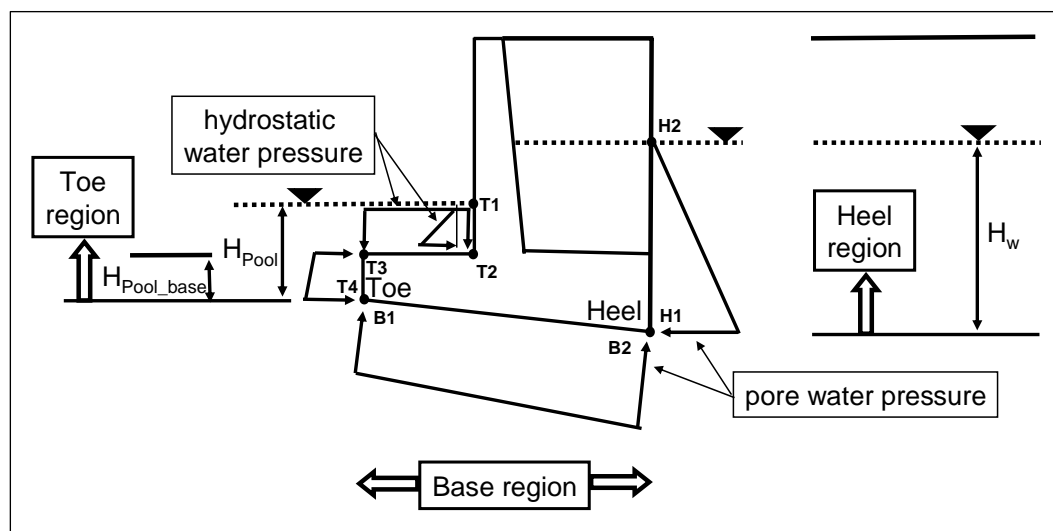 hydrostatic
water pressure
H2
Toe
region
T1
H_Pool
Heel
region
H_w
T3
T2
H_Pool_base
T4
Toe
Heel
H1
B1
B2
pore water pressure
Base region